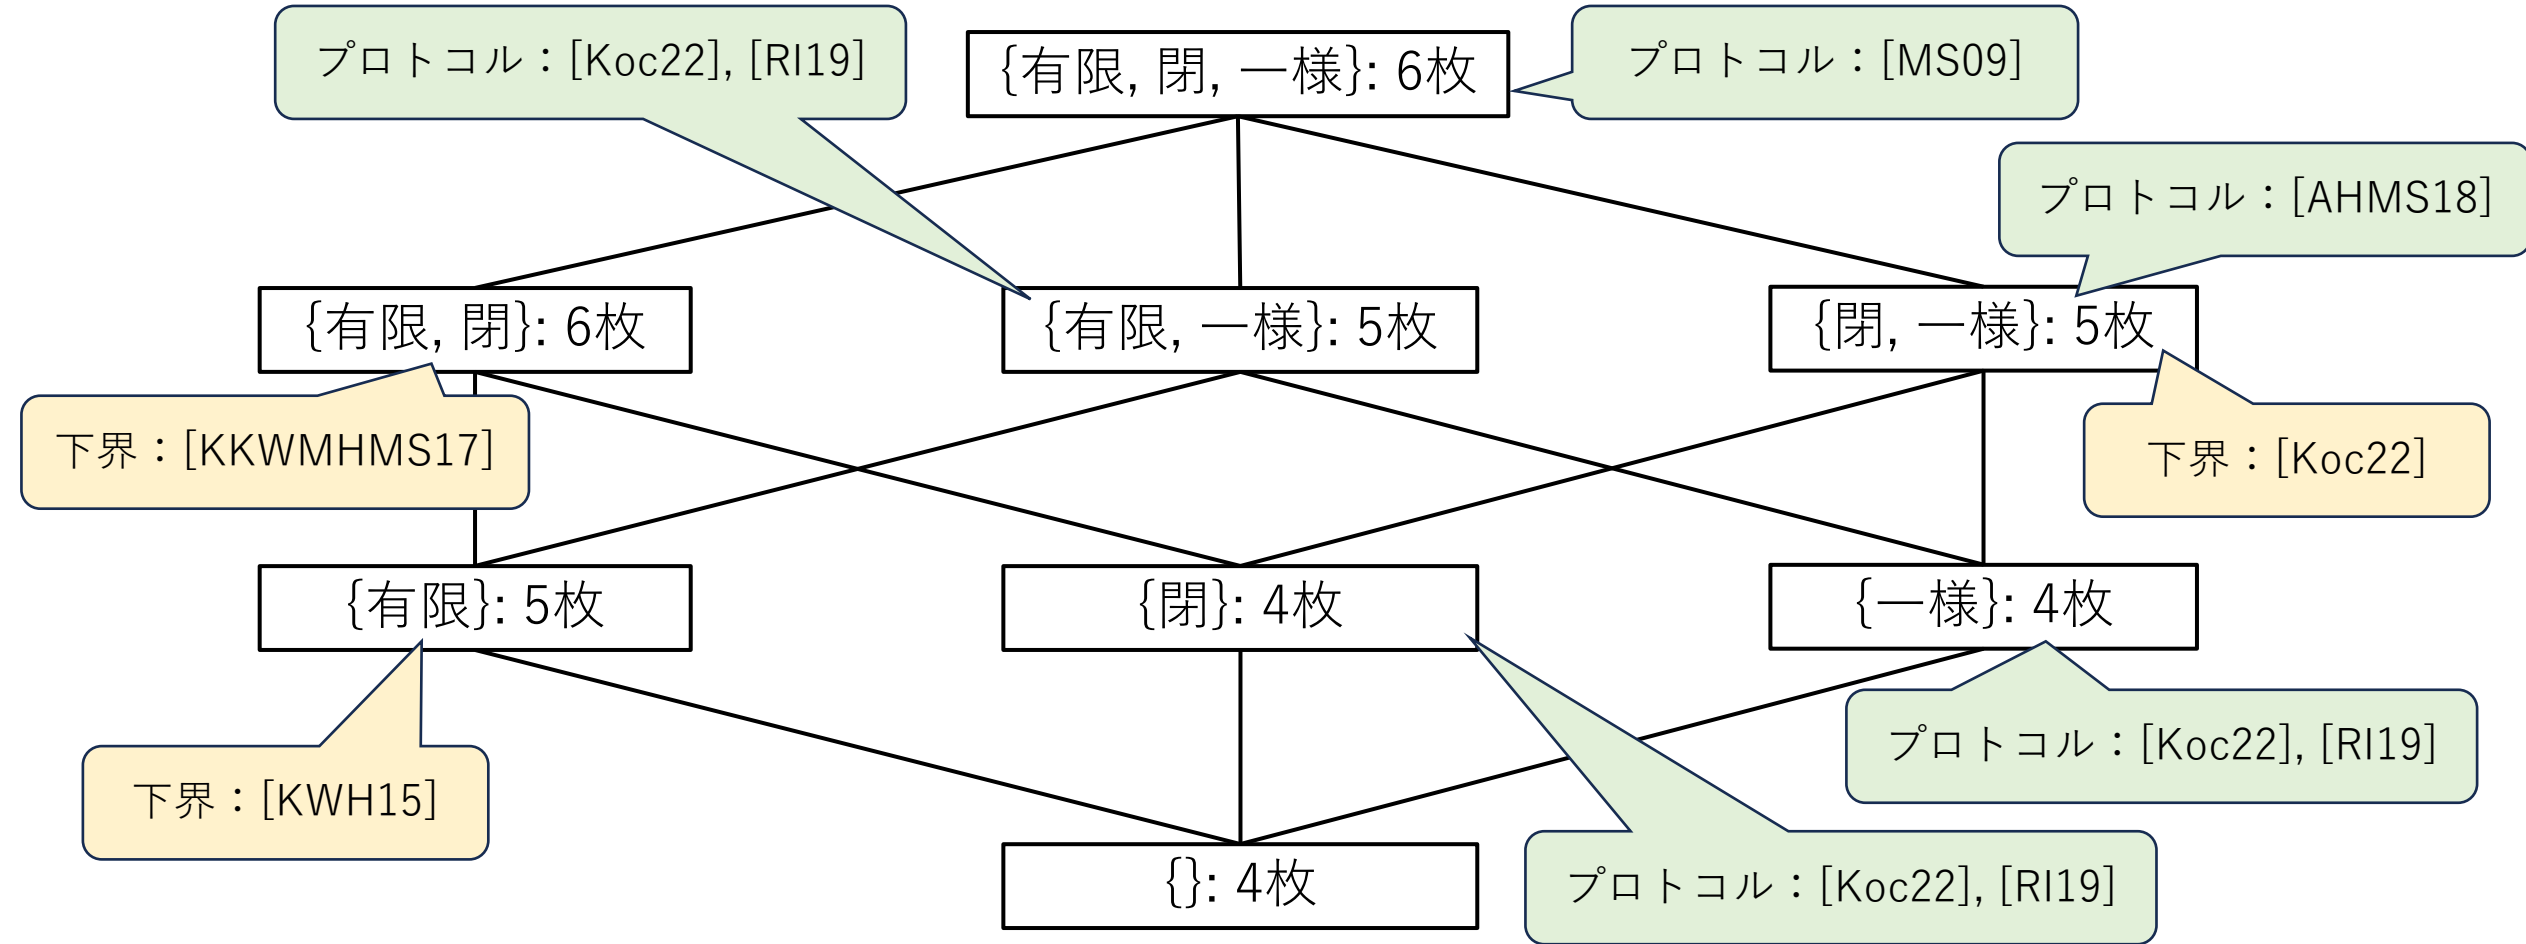 プロトコル：[Koc22], [RI19]
{有限, 閉, 一様}: 6枚
プロトコル：[MS09]
プロトコル：[AHMS18]
{有限, 閉}: 6枚
{有限, 一様}: 5枚
{閉, 一様}: 5枚
下界：[KKWMHMS17]
下界：[Koc22]
{有限}: 5枚
{閉}: 4枚
{一様}: 4枚
下界：[KWH15]
プロトコル：[Koc22], [RI19]
{}: 4枚
プロトコル：[Koc22], [RI19]